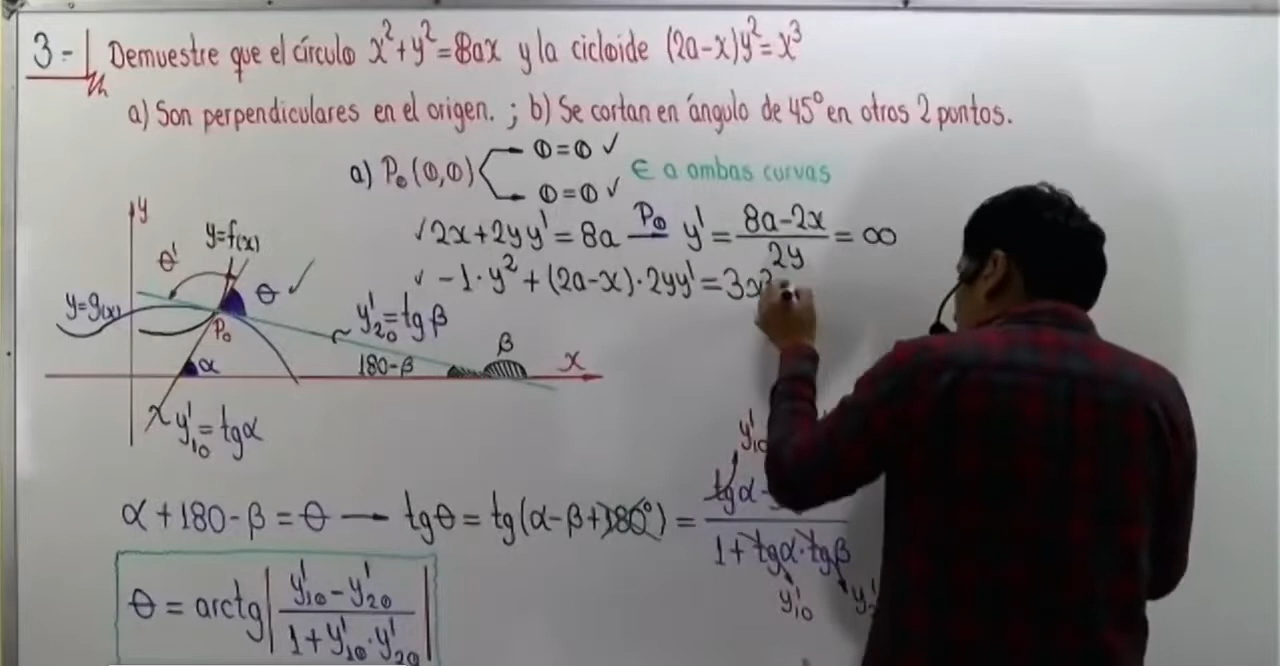 3-| Demuestre que el círculo x²+y²=8ax y la cicloide (2a-x)y²=x³
a) Son perpendiculares en el origen. ; b) Se cortan en ángulo de 45° en otros 2 pontos.
a) P₀(0,0)
0=0 ✓
0=0 ✓
∈ a ambas curvas
✓ 2x+2yy'=8a P₀ y'= (8a-2x)/2y = ∞
✓ -1·y²+(2a-x)·2yy'=3x²
y
y=f(x)
θ'
θ ✓
y=g(x)
P₀
y'₂₀=tgβ
α
180-β
β
x
y'₁₀=tgα
y'₁₀
α+180-β=θ — tgθ=tg(α-β+180°)= tgα- / 1+tgα·tgβ
y'₁₀
θ = arctg| (y'₁₀-y'₂₀)/(1+y'₁₀·y'₂₀) |